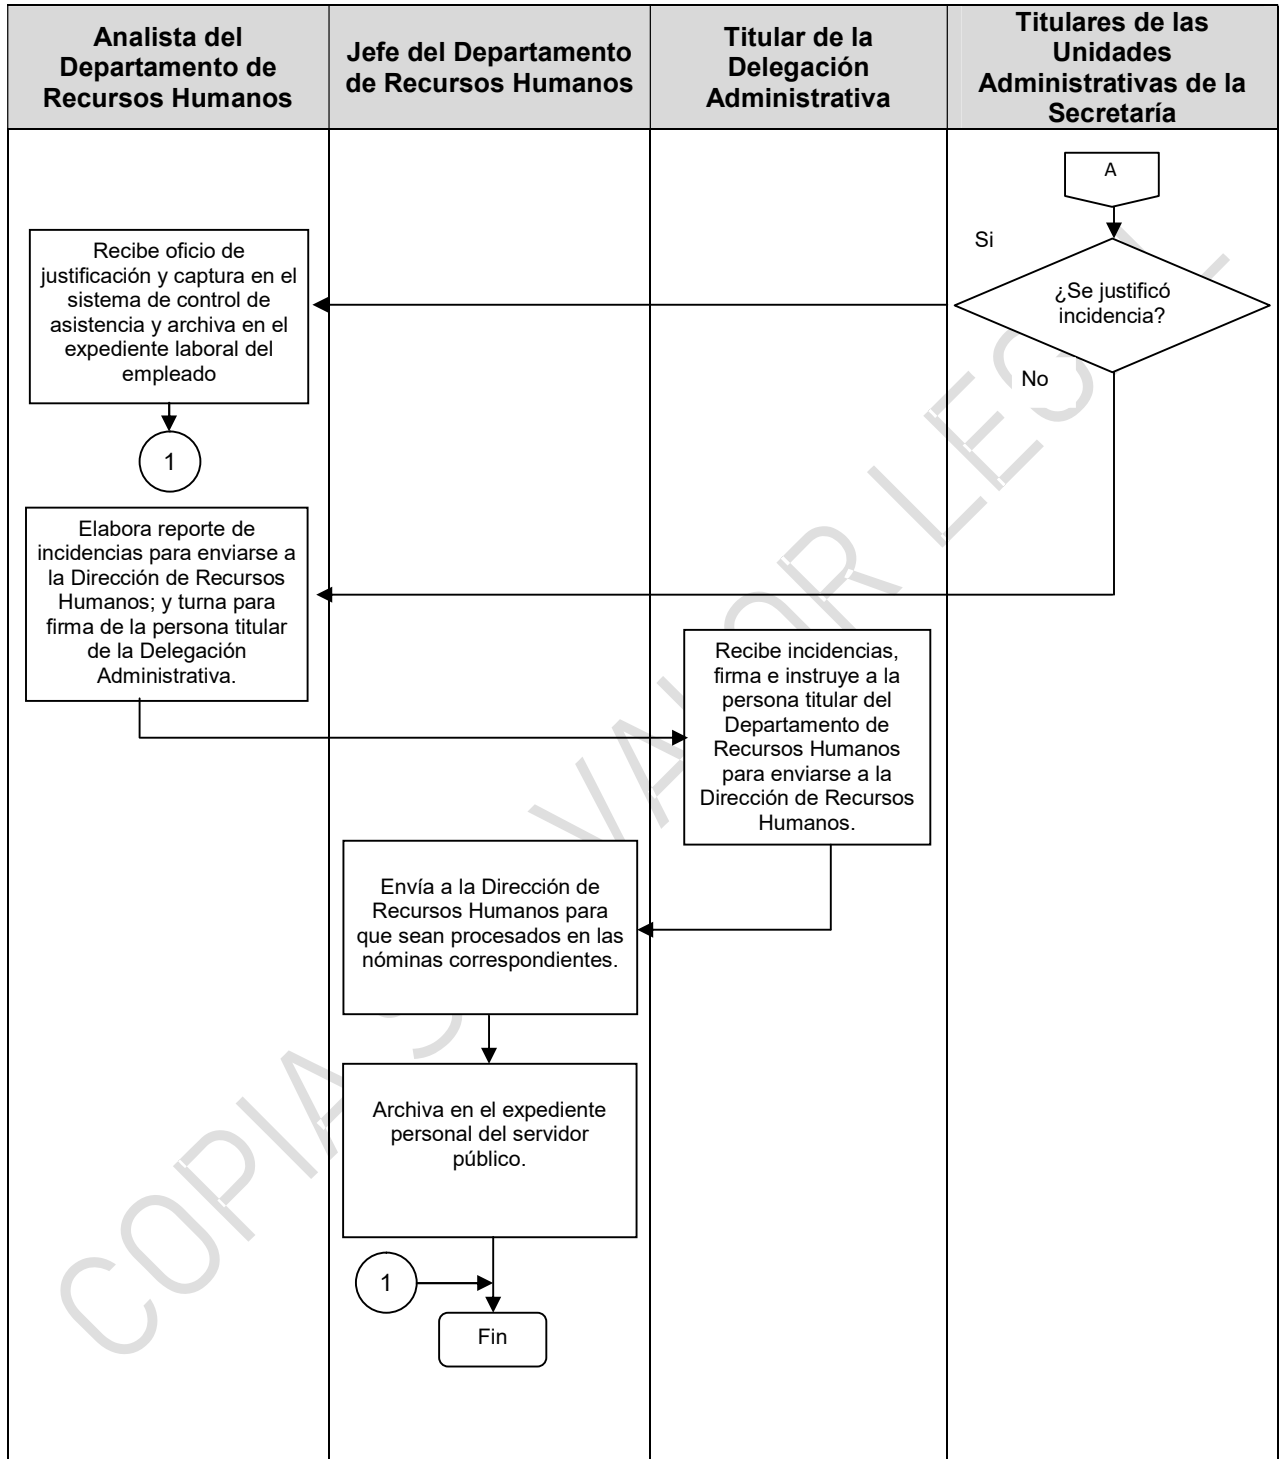 Analista del
Departamento de
Recursos Humanos
Jefe del Departamento
de Recursos Humanos
Titular de la
Delegación
Administrativa
Titulares de las
Unidades
Administrativas de la
Secretaría
A
Si
¿Se justificó
incidencia?
No
Recibe oficio de
justificación y captura en el
sistema de control de
asistencia y archiva en el
expediente laboral del
empleado
1
Elabora reporte de
incidencias para enviarse a
la Dirección de Recursos
Humanos; y turna para
firma de la persona titular
de la Delegación
Administrativa.
Recibe incidencias,
firma e instruye a la
persona titular del
Departamento de
Recursos Humanos
para enviarse a la
Dirección de Recursos
Humanos.
Envía a la Dirección de
Recursos Humanos para
que sean procesados en las
nóminas correspondientes.
Archiva en el expediente
personal del servidor
público.
1
Fin
COPIA